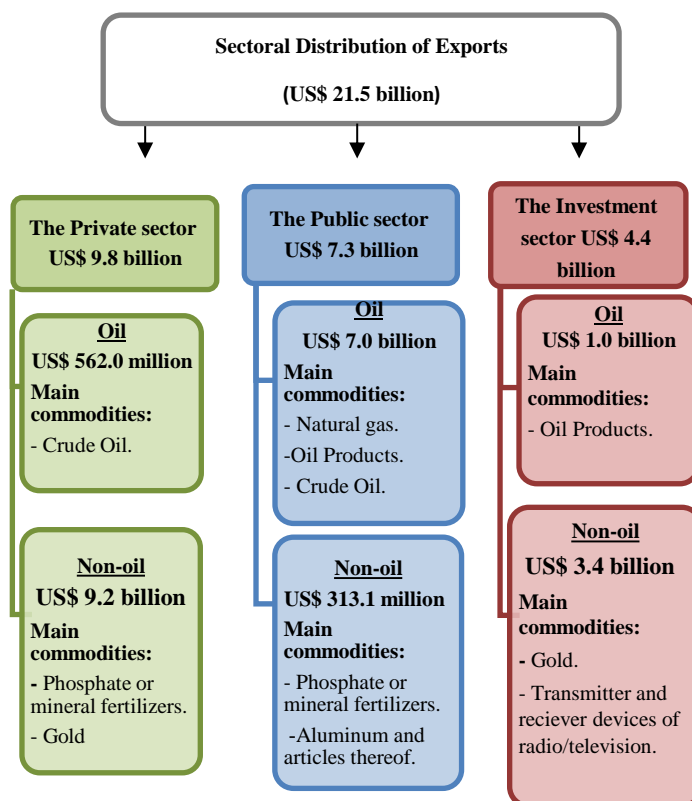 Sectoral Distribution of Exports
(US$ 21.5 billion)
The Private sector
US$ 9.8 billion
Oil
US$ 562.0 million
Main
commodities:
- Crude Oil.
Non-oil
US$ 9.2 billion
Main
commodities:
- Phosphate or
mineral fertilizers.
- Gold
The Public sector
US$ 7.3 billion
Oil
US$ 7.0 billion
Main
commodities:
- Natural gas.
-Oil Products.
- Crude Oil.
Non-oil
US$ 313.1 million
Main
commodities:
- Phosphate or
mineral fertilizers.
-Aluminum and
articles thereof.
The Investment
sector US$ 4.4
billion
Oil
US$ 1.0 billion
Main
commodities:
- Oil Products.
Non-oil
US$ 3.4 billion
Main
commodities:
- Gold.
- Transmitter and
reciever devices of
radio/television.